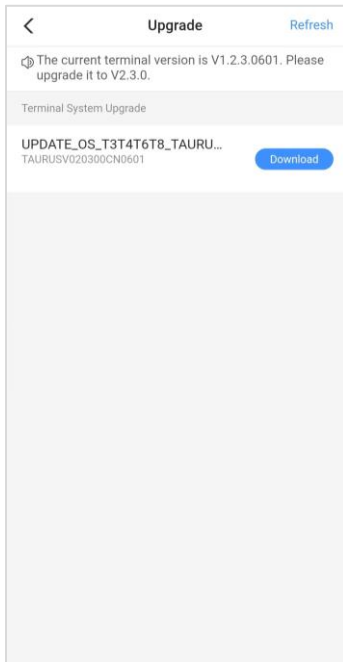 Upgrade
Refresh
The current terminal version is V1.2.3.0601. Please
upgrade it to V2.3.0.
Terminal System Upgrade
UPDATE_OS_T3T4T6T8_TAURU...
TAURUSV020300CN0601
Download